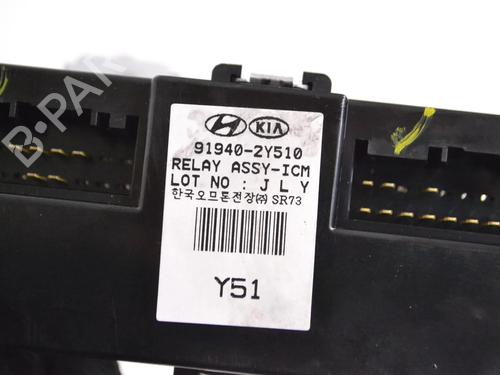 B-PAR
HYUNDAI KIA
91940-2Y510
RELAY ASSY-ICM
LOT NO : J L Y
한국오므론전장㈜ SR73
Y51